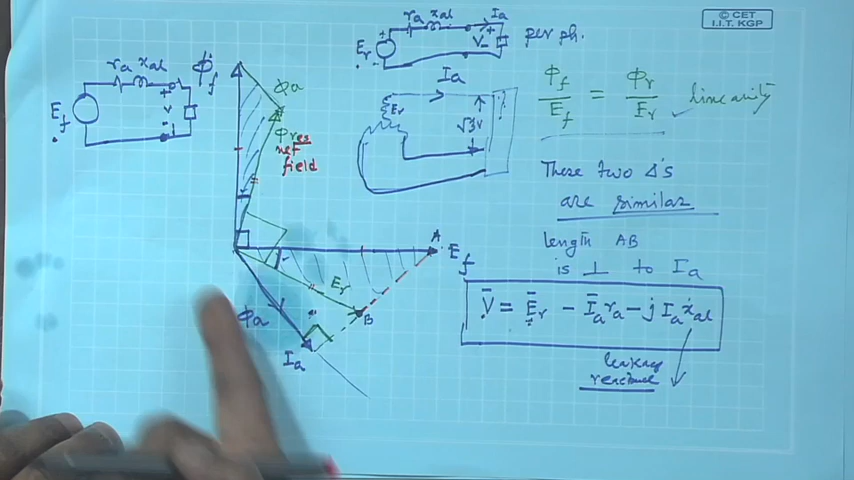 © CET
I.I.T. KGP
ra xal Ia
Er
V
per ph.
ra xal
Ef
v
Φf
Φa
Φres
net
field
Ia
Er
√3V
Φf / Ef = Φr / Er
linearity
These two Δ's
are similar
length AB
is ⊥ to Ia
A
Ef
Er
B
Φa
Ia
V̄ = Ēr - Īa ra - j Īa xal
leakage
reactance